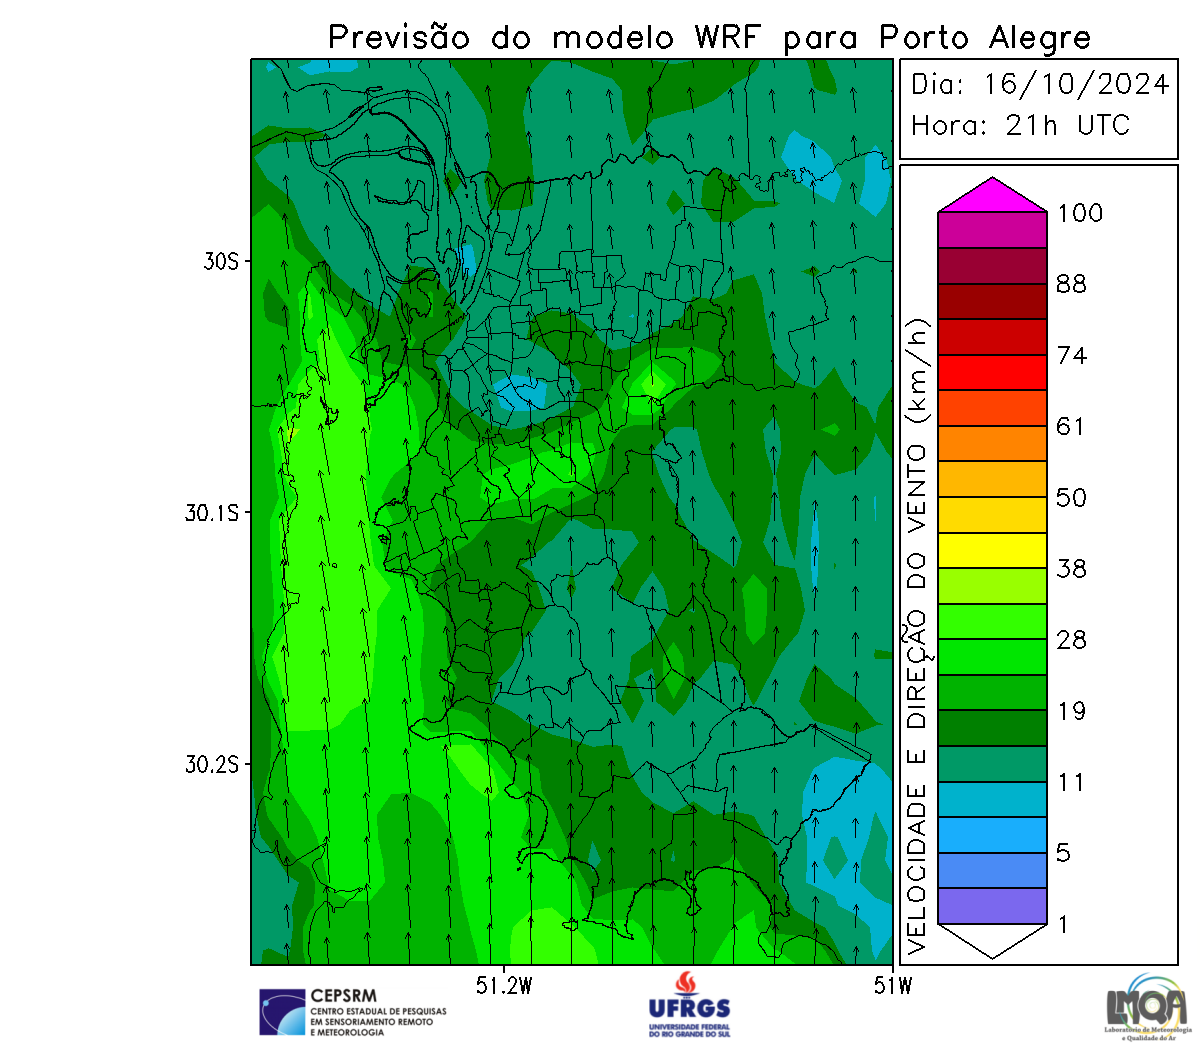 Previsão do modelo WRF para Porto Alegre
Dia: 16/10/2024
Hora: 21h UTC
30S
30.1S
30.2S
51.2W
51W
VELOCIDADE E DIREÇÃO DO VENTO (km/h)
100
88
74
61
50
38
28
19
11
5
1
CEPSRM
CENTRO ESTADUAL DE PESQUISAS
EM SENSORIAMENTO REMOTO
E METEOROLOGIA
UFRGS
UNIVERSIDADE FEDERAL
DO RIO GRANDE DO SUL
LMQA
Laboratório de Meteorologia
e Qualidade do Ar